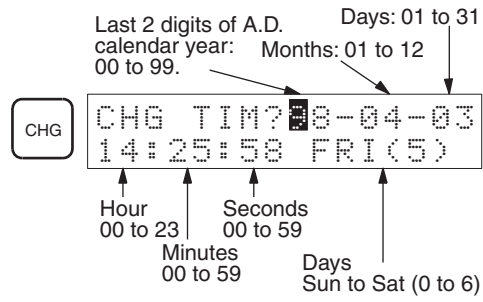 Last 2 digits of A.D.
calendar year:
00 to 99.
Months: 01 to 12
Days: 01 to 31
CHG
CHG TIM?98-04-03
14:25:58 FRI(5)
Hour
00 to 23
Minutes
00 to 59
Seconds
00 to 59
Days
Sun to Sat (0 to 6)